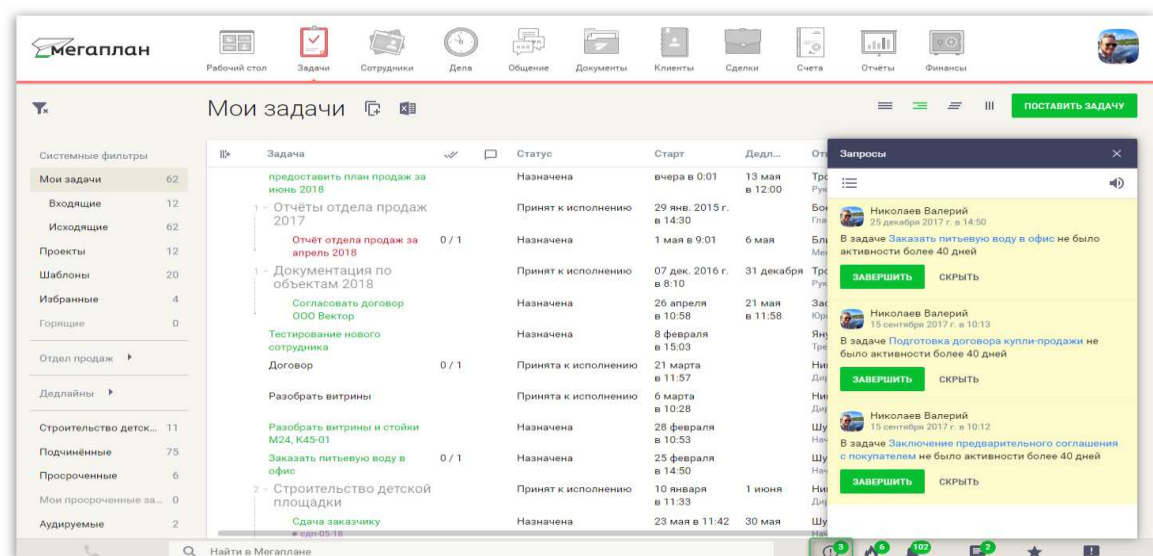 мегаплан
Рабочий стол Задачи Сотрудники Дела Общение Документы Клиенты Сделки Счета Отчёты Финансы
Мои задачи
ПОСТАВИТЬ ЗАДАЧУ
Системные фильтры
Мои задачи 62
Входящие 12
Исходящие 62
Проекты 12
Шаблоны 20
Избранные 4
Горящие 0
Отдел продаж
Дедлайны
Строительство детск... 11
Подчинённые 75
Просроченные 6
Мои просроченные за... 0
Аудируемые 2
Задача Статус Старт Дедл...
предоставить план продаж за Назначена вчера в 0:01 13 мая
июнь 2018 в 12:00
1 - Отчёты отдела продаж Принят к исполнению 29 янв. 2015 г.
2017 в 14:30
Отчёт отдела продаж за 0 / 1 Назначена 1 мая в 9:01 6 мая
апрель 2018
1 - Документация по Принят к исполнению 07 дек. 2016 г. 31 декабря
объектам 2018 в 8:10
Согласовать договор Назначена 26 апреля 21 мая
ООО Вектор в 10:58 в 11:58
Тестирование нового Назначена 8 февраля
сотрудника в 15:03
Договор 0 / 1 Принята к исполнению 21 марта
в 11:57
Разобрать витрины Принята к исполнению 6 марта
в 10:28
Разобрать витрины и стойки Назначена 28 февраля
М24, К45-01 в 10:53
Заказать питьевую воду в 0 / 1 Назначена 25 февраля
офис в 14:50
2 - Строительство детской Принят к исполнению 10 января 1 июня
площадки в 11:33
Сдача заказчику Назначена 23 мая в 11:42 30 мая
сдп-05.18
Запросы
Николаев Валерий
25 декабря 2017 г. в 14:50
В задаче Заказать питьевую воду в офис не было
активности более 40 дней
ЗАВЕРШИТЬ СКРЫТЬ
Николаев Валерий
15 сентября 2017 г. в 10:13
В задаче Подготовка договора купли-продажи не
было активности более 40 дней
ЗАВЕРШИТЬ СКРЫТЬ
Николаев Валерий
15 сентября 2017 г. в 10:12
В задаче Заключение предварительного соглашения
с покупателем не было активности более 40 дней
ЗАВЕРШИТЬ СКРЫТЬ
Найти в Мегаплане
3 6 102 2